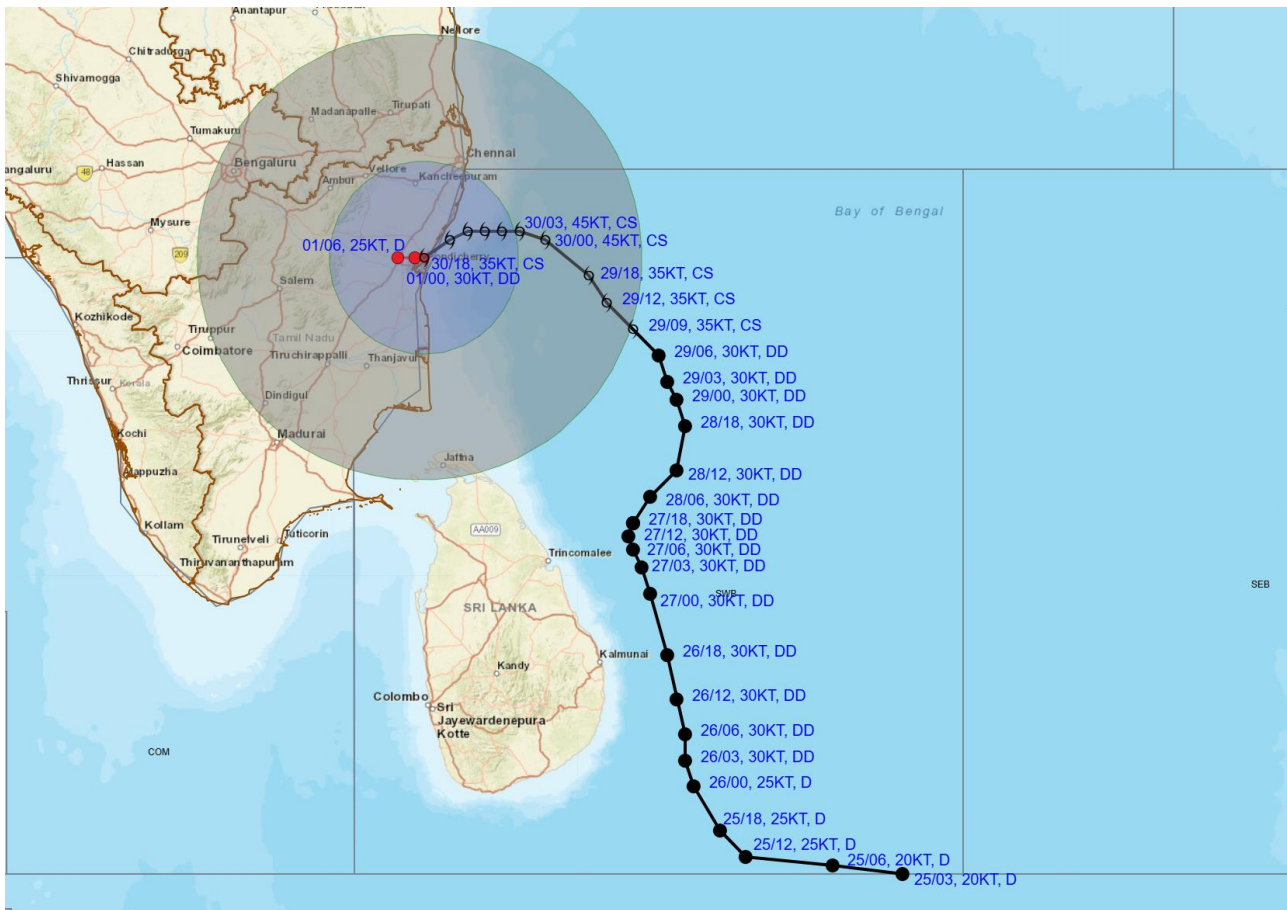 Anantapur
Nellore
Chitradurga
Shivamogga
Madanapalle
Tirupati
Tumakuru
Chennai
Hassan
Bengaluru
angaluru
48
Vellore
Ambur
Kancheepuram
Bay of Bengal
Mysure
30/03, 45KT, CS
209
01/06, 25KT, D
30/00, 45KT, CS
30/18, 35KT, CS
29/18, 35KT, CS
01/00, 30KT, DD
Salem
29/12, 35KT, CS
Kozhikode
29/09, 35KT, CS
Tiruppur
Tamil Nadu
Coimbatore
29/06, 30KT, DD
Tiruchirappalli
Thanjavur
Thrissur
Kerala
29/03, 30KT, DD
Dindigul
29/00, 30KT, DD
28/18, 30KT, DD
Kochi
Madurai
Jaffna
Alappuzha
28/12, 30KT, DD
28/06, 30KT, DD
Kollam
27/18, 30KT, DD
AA009
Tirunelveli
Tuticorin
27/12, 30KT, DD
Trincomalee
27/06, 30KT, DD
Thiruvananthapuram
27/03, 30KT, DD
SEB
SWB
27/00, 30KT, DD
SRI LANKA
26/18, 30KT, DD
Kalmunai
Kandy
Colombo
26/12, 30KT, DD
Sri
Jayewardenepura
Kotte
26/06, 30KT, DD
COM
26/03, 30KT, DD
26/00, 25KT, D
25/18, 25KT, D
25/12, 25KT, D
25/06, 20KT, D
25/03, 20KT, D